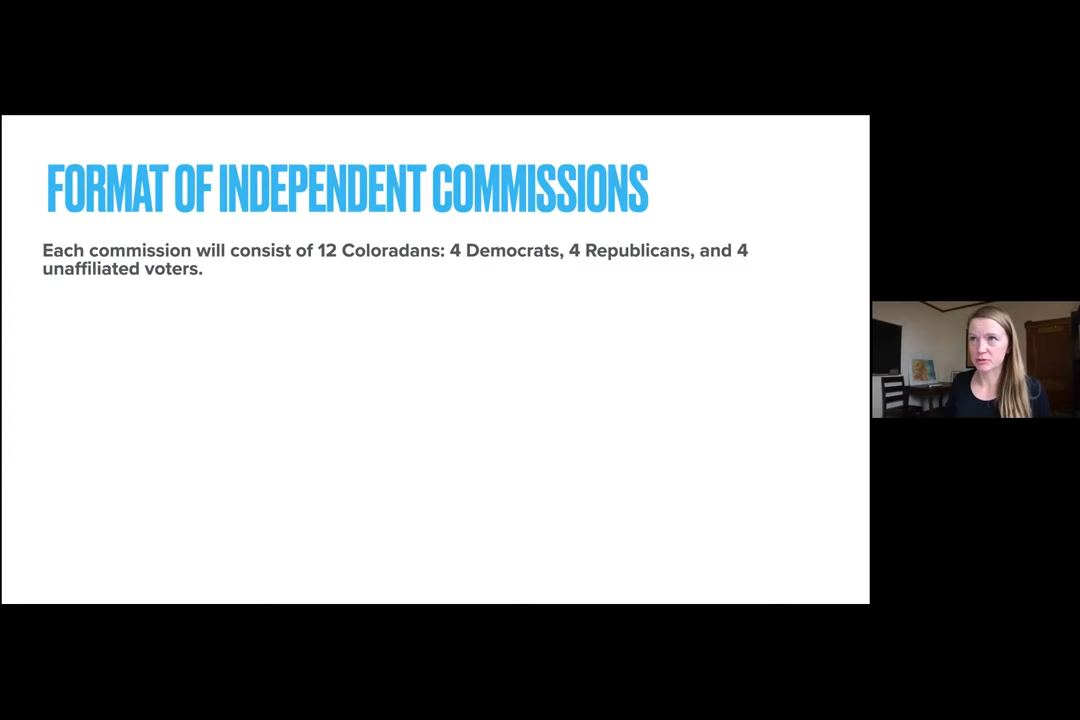 FORMAT OF INDEPENDENT COMMISSIONS
Each commission will consist of 12 Coloradans: 4 Democrats, 4 Republicans, and 4
unaffiliated voters.